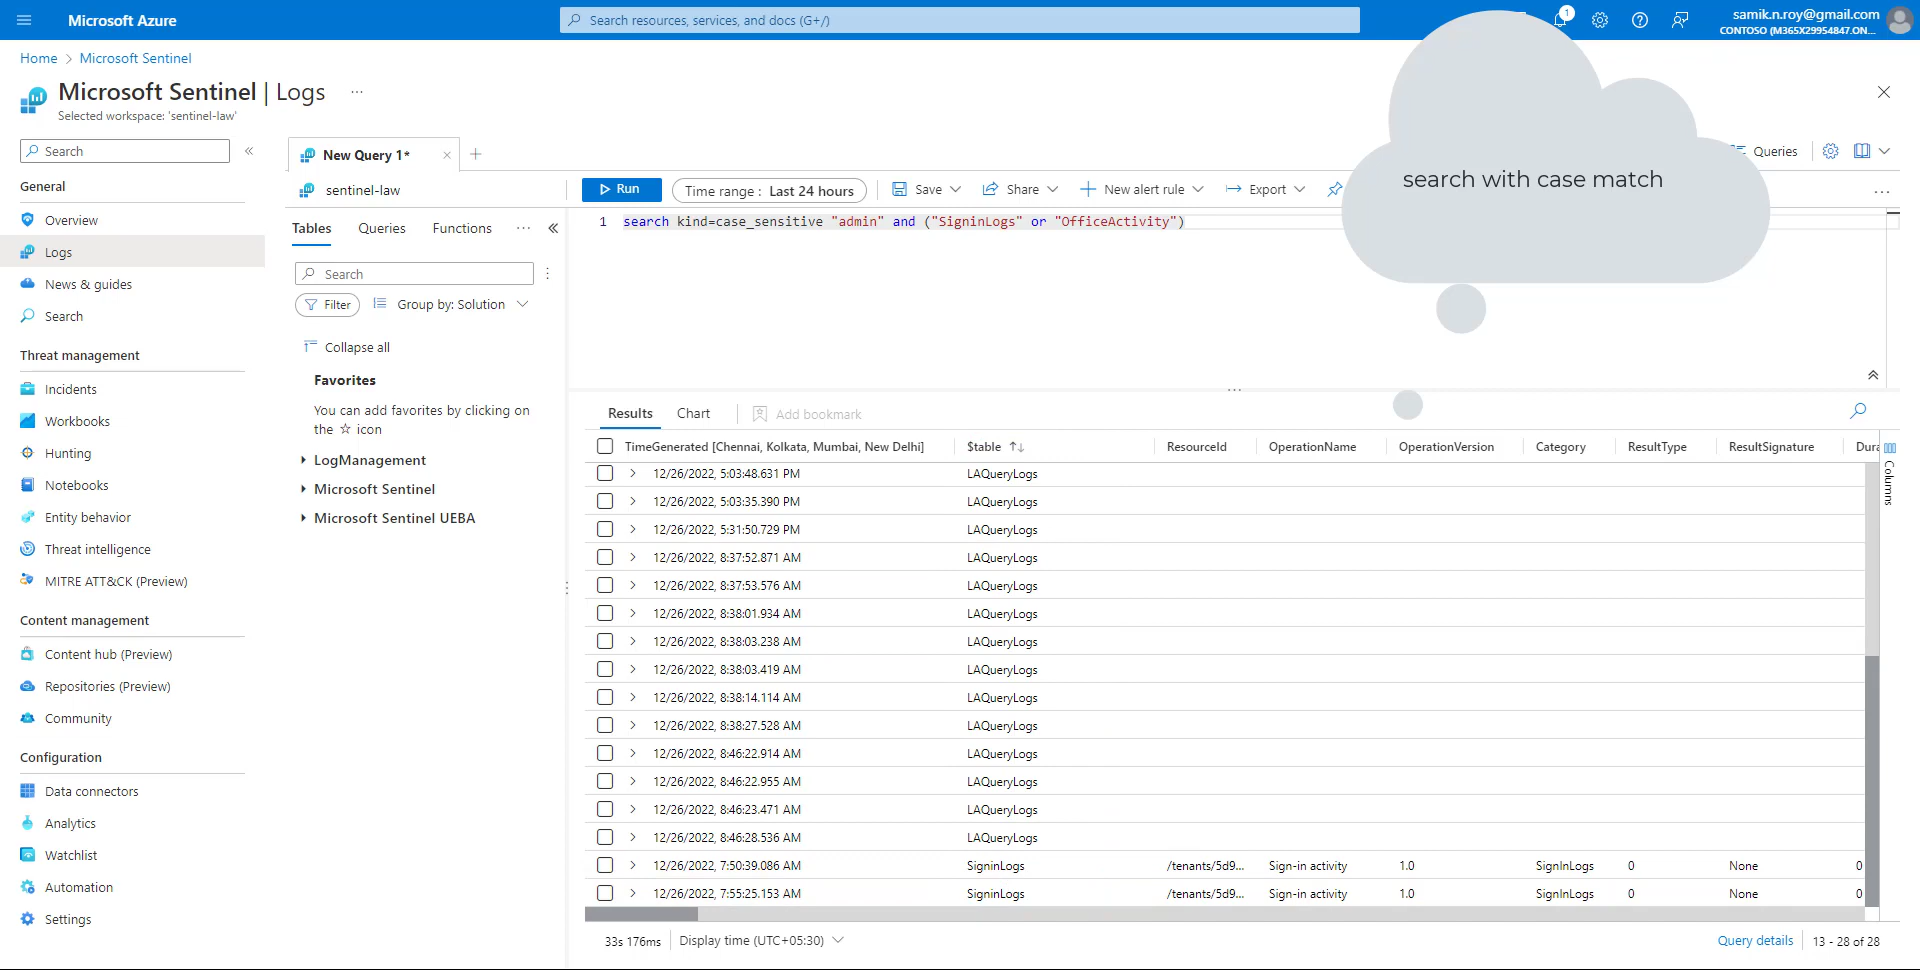 Microsoft Azure
Search resources, services, and docs (G+/)
1
samik.n.roy@gmail.com
CONTOSO (M365X29954847.ON...
Home > Microsoft Sentinel
Microsoft Sentinel | Logs ...
Selected workspace: 'sentinel-law'
Search
General
Overview
Logs
News & guides
Search
Threat management
Incidents
Workbooks
Hunting
Notebooks
Entity behavior
Threat intelligence
MITRE ATT&CK (Preview)
Content management
Content hub (Preview)
Repositories (Preview)
Community
Configuration
Data connectors
Analytics
Watchlist
Automation
Settings
New Query 1*
sentinel-law
Run
Time range : Last 24 hours
Save
Share
New alert rule
Export
Queries
search with case match
Tables Queries Functions ...
Search
Filter Group by: Solution
Collapse all
Favorites
You can add favorites by clicking on
the ☆ icon
LogManagement
Microsoft Sentinel
Microsoft Sentinel UEBA
1 search kind=case_sensitive "admin" and ("SigninLogs" or "OfficeActivity")
Results Chart Add bookmark
TimeGenerated [Chennai, Kolkata, Mumbai, New Delhi] $table ResourceId OperationName OperationVersion Category ResultType ResultSignature Dura
Columns
12/26/2022, 5:03:48.631 PM LAQueryLogs
12/26/2022, 5:03:35.390 PM LAQueryLogs
12/26/2022, 5:31:50.729 PM LAQueryLogs
12/26/2022, 8:37:52.871 AM LAQueryLogs
12/26/2022, 8:37:53.576 AM LAQueryLogs
12/26/2022, 8:38:01.934 AM LAQueryLogs
12/26/2022, 8:38:03.238 AM LAQueryLogs
12/26/2022, 8:38:03.419 AM LAQueryLogs
12/26/2022, 8:38:14.114 AM LAQueryLogs
12/26/2022, 8:38:27.528 AM LAQueryLogs
12/26/2022, 8:46:22.914 AM LAQueryLogs
12/26/2022, 8:46:22.955 AM LAQueryLogs
12/26/2022, 8:46:23.471 AM LAQueryLogs
12/26/2022, 8:46:28.536 AM LAQueryLogs
12/26/2022, 7:50:39.086 AM SigninLogs /tenants/5d9... Sign-in activity 1.0 SignInLogs 0 None 0
12/26/2022, 7:55:25.153 AM SigninLogs /tenants/5d9... Sign-in activity 1.0 SignInLogs 0 None 0
33s 176ms Display time (UTC+05:30)
Query details 13 - 28 of 28